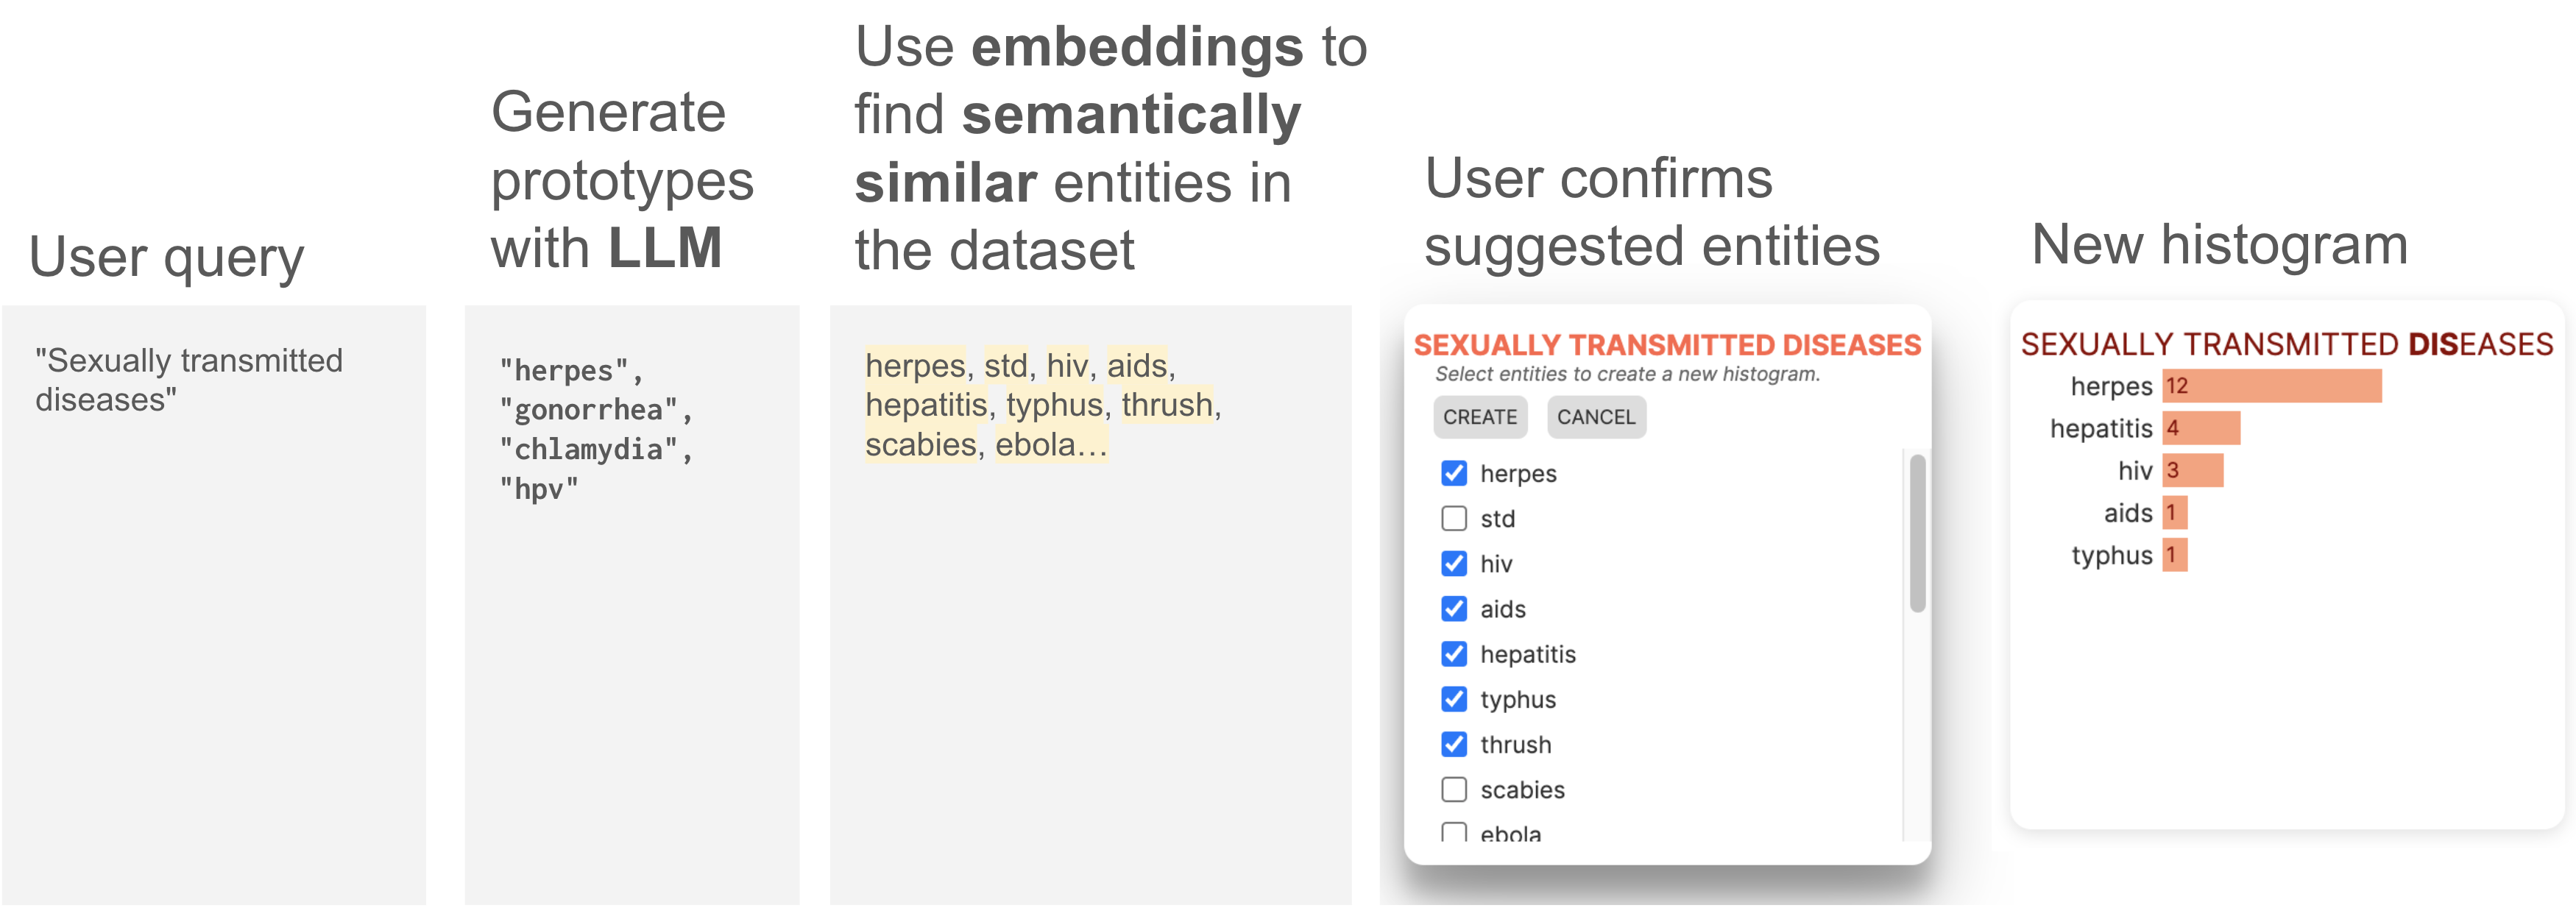 User query
"Sexually transmitted
diseases"
Generate
prototypes
with LLM
"herpes",
"gonorrhea",
"chlamydia",
"hpv"
Use embeddings to
find semantically
similar entities in
the dataset
herpes, std, hiv, aids,
hepatitis, typhus, thrush,
scabies, ebola…
User confirms
suggested entities
SEXUALLY TRANSMITTED DISEASES
Select entities to create a new histogram.
CREATE CANCEL
herpes
std
hiv
aids
hepatitis
typhus
thrush
scabies
ebola
New histogram
SEXUALLY TRANSMITTED DISEASES
herpes 12
hepatitis 4
hiv 3
aids 1
typhus 1